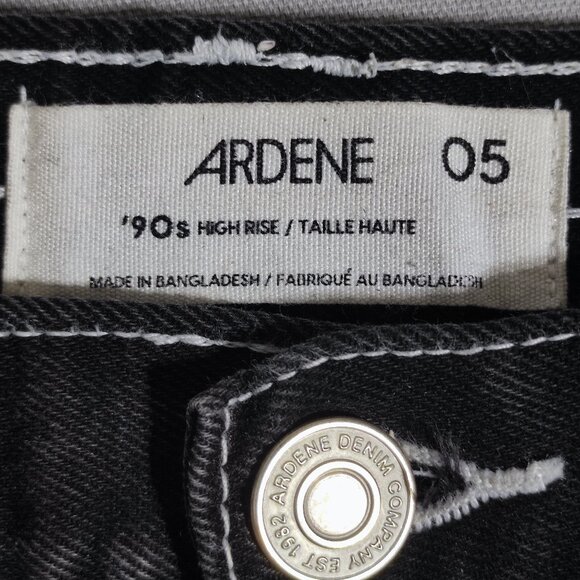 ARDENE 05
'90s HIGH RISE / TAILLE HAUTE
MADE IN BANGLADESH / FABRIQUÉ AU BANGLADESH
ARDENE DENIM COMPANY EST 1982